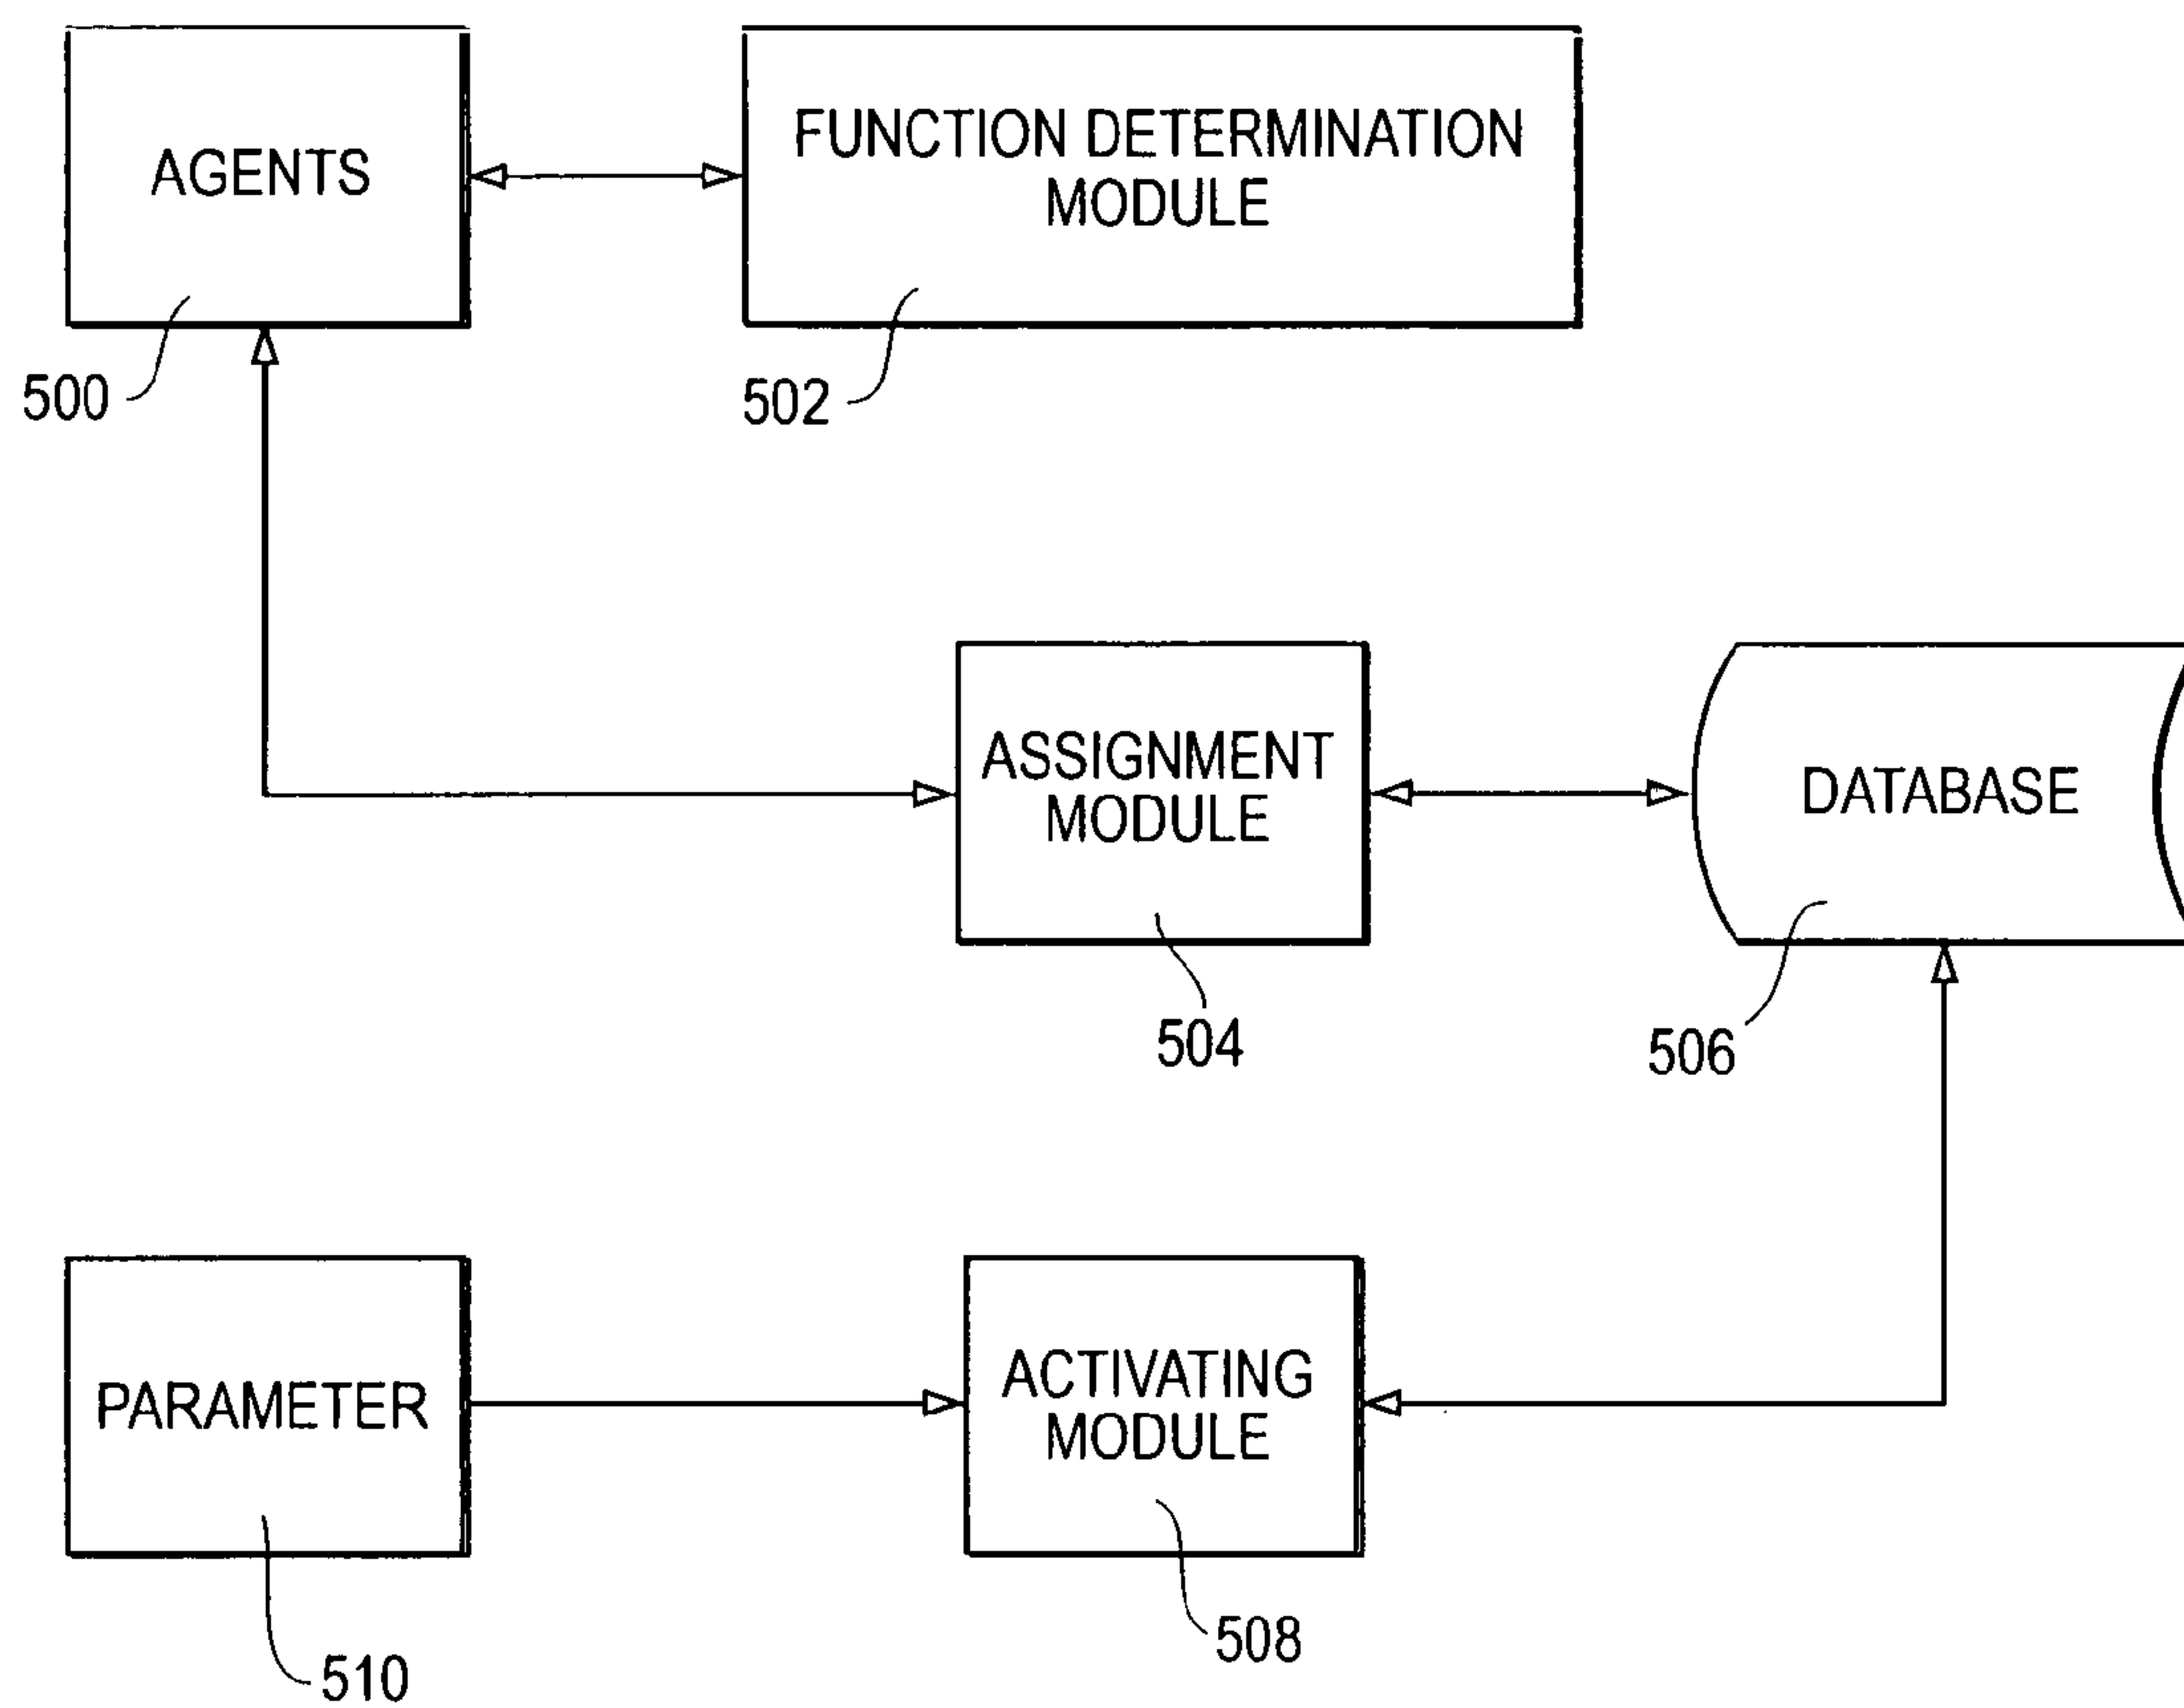 AGENTS
FUNCTION DETERMINATION
MODULE
500
502
ASSIGNMENT
MODULE
DATABASE
504
506
PARAMETER
ACTIVATING
MODULE
508
510